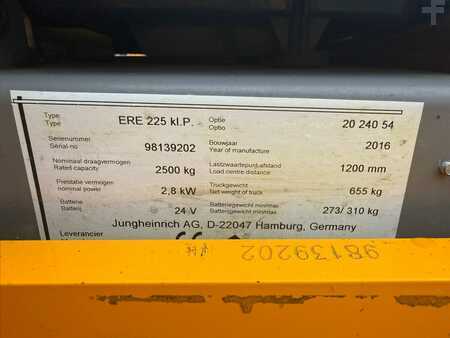 Type ERE 225 kl.P. Optie 20 240 54
Type Optio
Serienummer 98139202 Bouwjaar 2016
Serial-no Year of manufacture
Nominaal draagvermogen 2500 kg Lastzwaartepunt/afstand 1200 mm
Rated capacity Load centre distance
Prestatie vermogen 2,8 kW Truckgewicht 655 kg
nominal power Net weight of truck
Batterie 24 V Batteriegewicht min/max 273/ 310 kg
Batterij Batterijgewicht min/max
Jungheinrich AG, D-22047 Hamburg, Germany
Leverancier
CE
98139202